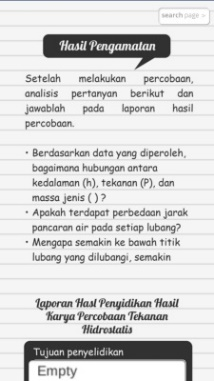 search page
Hasil Pengamatan
Setelah melakukan percobaan,
analisis pertanyan berikut dan
jawablah pada laporan hasil
percobaan.
• Berdasarkan data yang diperoleh,
bagaimana hubungan antara
kedalaman (h), tekanan (P), dan
massa jenis ( ) ?
• Apakah terdapat perbedaan jarak
pancaran air pada setiap lubang?
• Mengapa semakin ke bawah titik
lubang yang dilubangi, semakin
Laporan Hasl Penyidikan Hasil
Karya Percobaan Tekanan
Hidrostatis
Tujuan penyelidikan
Empty